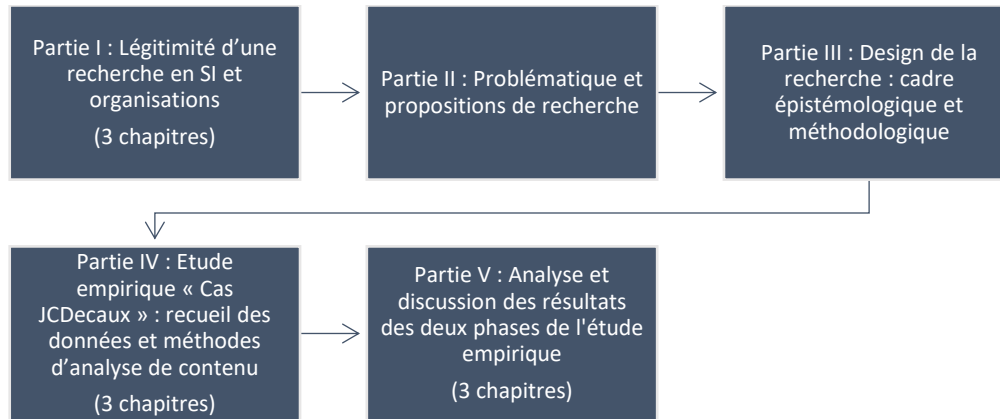 Partie I : Légitimité d’une
recherche en SI et
organisations
(3 chapitres)
Partie II : Problématique et
propositions de recherche
Partie III : Design de la
recherche : cadre
épistémologique et
méthodologique
Partie IV : Etude
empirique « Cas
JCDecaux » : recueil des
données et méthodes
d’analyse de contenu
(3 chapitres)
Partie V : Analyse et
discussion des résultats
des deux phases de l'étude
empirique
(3 chapitres)